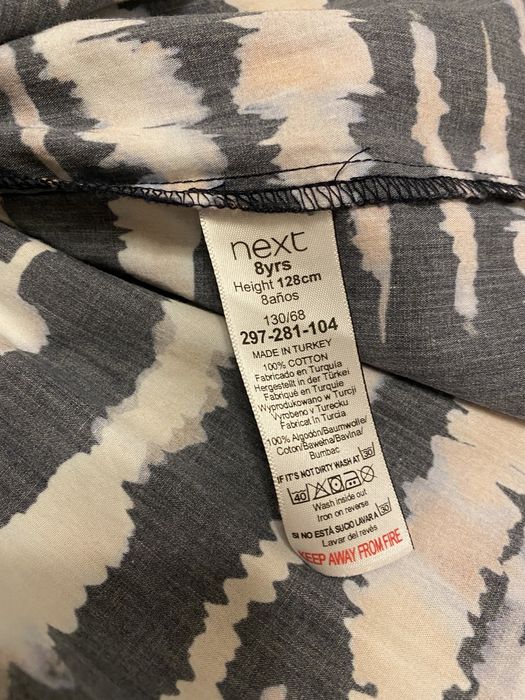 next
8yrs
Height 128cm
8años
130/68
297-281-104
MADE IN TURKEY
100% COTTON
Fabricado en Turquía
Hergestellt in der Türkei
Fabriqué en Turquie
Wyprodukowano w Turcji
Vyrobeno v Turecku
Fabricat în Turcia
100% Algodón/Baumwolle/
Coton/Bawełna/Bavlna/
Bumbac
IF IT'S NOT DIRTY WASH AT 30
40
Wash inside out
Iron on reverse
SI NO ESTÁ SUCIO LAVAR A 30
Lavar del revés
KEEP AWAY FROM FIRE